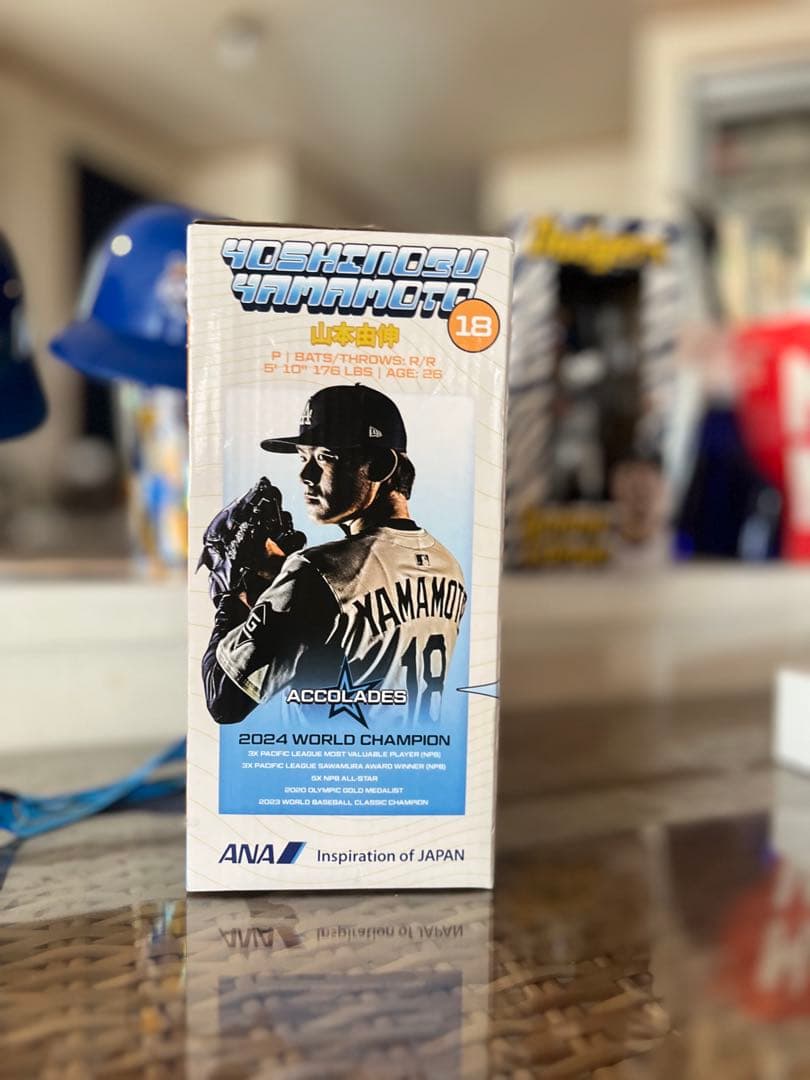 YOSHINOBU
YAMAMOTO
18
山本由伸
P | BATS/THROWS: R/R
5' 10" 176 LBS | AGE: 26
LA
YAMAMOTO
18
ACCOLADES
2024 WORLD CHAMPION
3X PACIFIC LEAGUE MOST VALUABLE PLAYER (NPB)
3X PACIFIC LEAGUE SAWAMURA AWARD WINNER (NPB)
5X NPB ALL-STAR
2020 OLYMPIC GOLD MEDALIST
2023 WORLD BASEBALL CLASSIC CHAMPION
ANA Inspiration of JAPAN
Dodgers